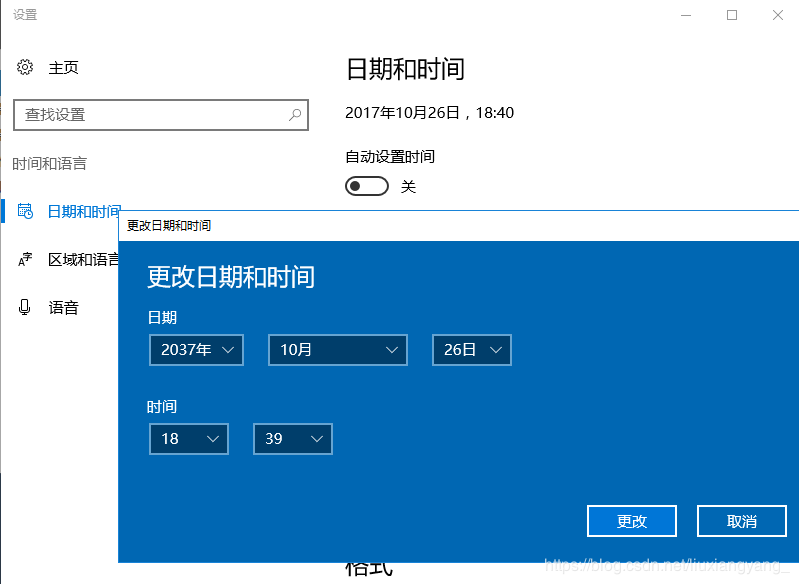 设置
主页
日期和时间
2017年10月26日，18:40
查找设置
自动设置时间
关
时间和语言
日期和时间
区域和语言
语音
更改日期和时间
更改日期和时间
日期
2037年 10月 26日
时间
18 39
更改 取消
格式
https://blog.csdn.net/liuxiangyang_